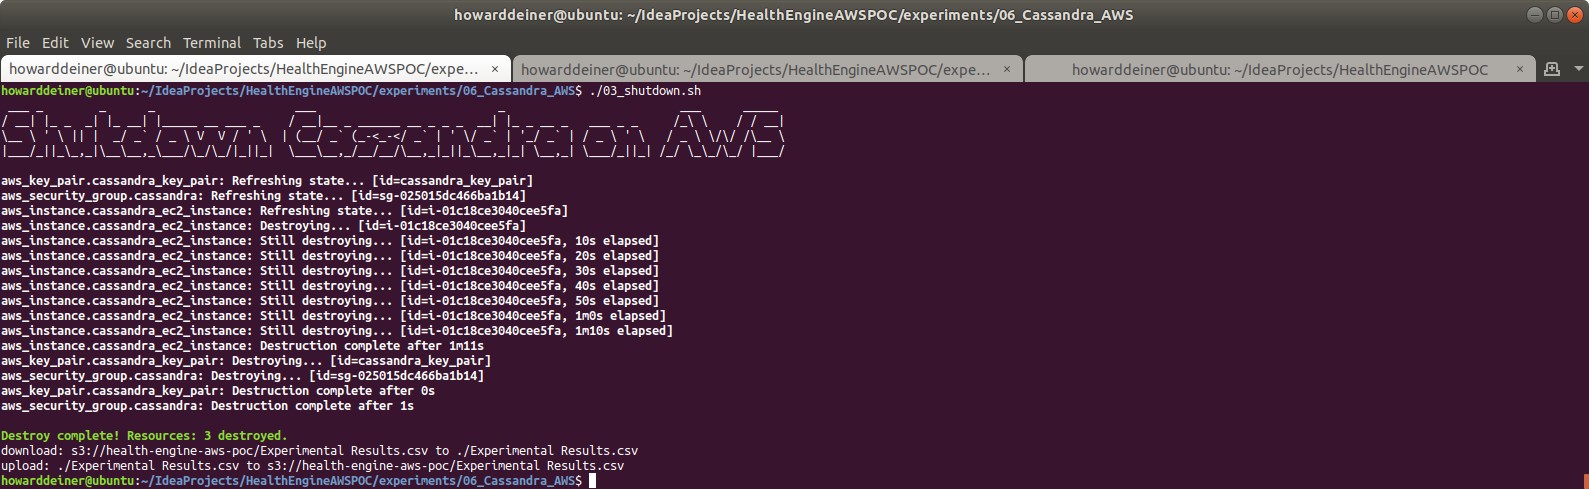 howarddeiner@ubuntu: ~/IdeaProjects/HealthEngineAWSPOC/experiments/06_Cassandra_AWS
File Edit View Search Terminal Tabs Help
howarddeiner@ubuntu: ~/IdeaProjects/HealthEngineAWSPOC/expe... ×
howarddeiner@ubuntu: ~/IdeaProjects/HealthEngineAWSPOC/expe... ×
howarddeiner@ubuntu: ~/IdeaProjects/HealthEngineAWSPOC ×
howarddeiner@ubuntu:~/IdeaProjects/HealthEngineAWSPOC/experiments/06_Cassandra_AWS$ ./03_shutdown.sh
Shutdown Cassandra on AWS
aws_key_pair.cassandra_key_pair: Refreshing state... [id=cassandra_key_pair]
aws_security_group.cassandra: Refreshing state... [id=sg-025015dc466ba1b14]
aws_instance.cassandra_ec2_instance: Refreshing state... [id=i-01c18ce3040cee5fa]
aws_instance.cassandra_ec2_instance: Destroying... [id=i-01c18ce3040cee5fa]
aws_instance.cassandra_ec2_instance: Still destroying... [id=i-01c18ce3040cee5fa, 10s elapsed]
aws_instance.cassandra_ec2_instance: Still destroying... [id=i-01c18ce3040cee5fa, 20s elapsed]
aws_instance.cassandra_ec2_instance: Still destroying... [id=i-01c18ce3040cee5fa, 30s elapsed]
aws_instance.cassandra_ec2_instance: Still destroying... [id=i-01c18ce3040cee5fa, 40s elapsed]
aws_instance.cassandra_ec2_instance: Still destroying... [id=i-01c18ce3040cee5fa, 50s elapsed]
aws_instance.cassandra_ec2_instance: Still destroying... [id=i-01c18ce3040cee5fa, 1m0s elapsed]
aws_instance.cassandra_ec2_instance: Still destroying... [id=i-01c18ce3040cee5fa, 1m10s elapsed]
aws_instance.cassandra_ec2_instance: Destruction complete after 1m11s
aws_key_pair.cassandra_key_pair: Destroying... [id=cassandra_key_pair]
aws_security_group.cassandra: Destroying... [id=sg-025015dc466ba1b14]
aws_key_pair.cassandra_key_pair: Destruction complete after 0s
aws_security_group.cassandra: Destruction complete after 1s
Destroy complete! Resources: 3 destroyed.
download: s3://health-engine-aws-poc/Experimental Results.csv to ./Experimental Results.csv
upload: ./Experimental Results.csv to s3://health-engine-aws-poc/Experimental Results.csv
howarddeiner@ubuntu:~/IdeaProjects/HealthEngineAWSPOC/experiments/06_Cassandra_AWS$